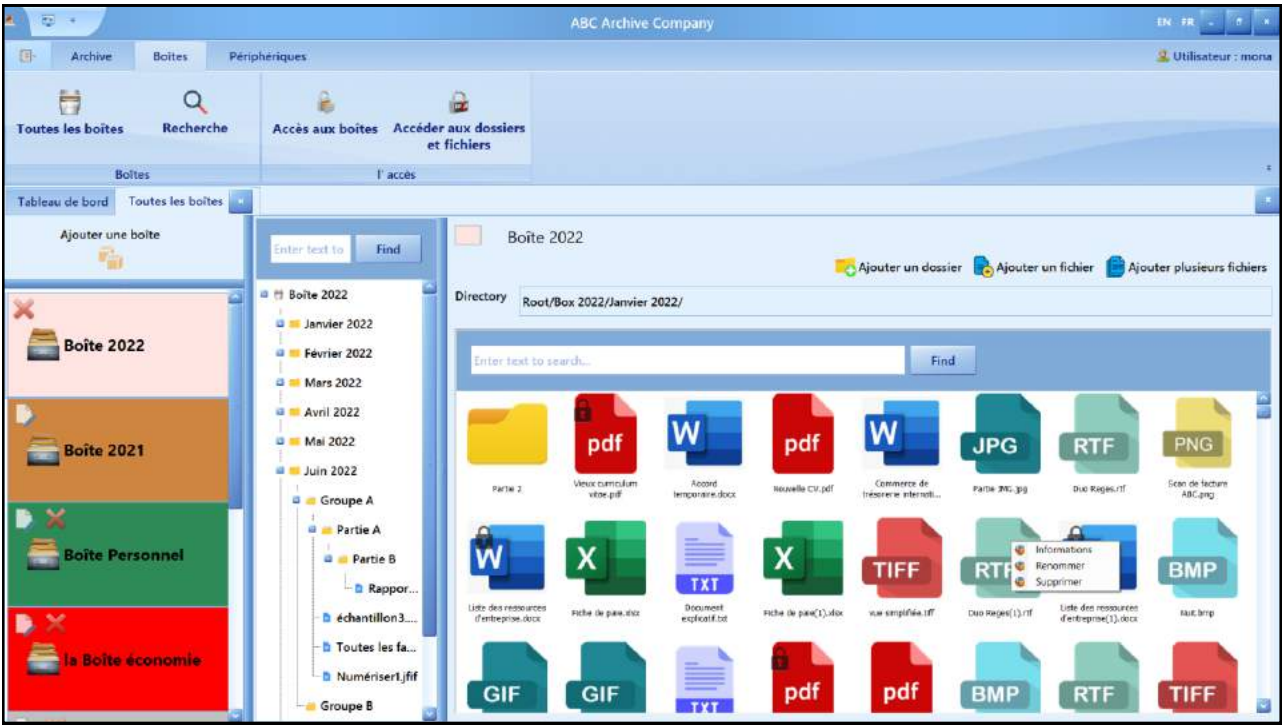 ABC Archive Company
EN FR
Archive Boîtes Périphériques
Utilisateur : mona
Toutes les boîtes
Recherche
Accès aux boîtes
Accéder aux dossiers
et fichiers
Boîtes
l' accès
Tableau de bord Toutes les boîtes
Ajouter une boîte
Boîte 2022
Boîte 2021
Boîte Personnel
la Boîte économie
Enter text to
Find
Boîte 2022
Janvier 2022
Février 2022
Mars 2022
Avril 2022
Mai 2022
Juin 2022
Groupe A
Partie A
Partie B
Rappor...
échantillon3....
Toutes les fa...
Numériser1.jfif
Groupe B
Boîte 2022
Ajouter un dossier Ajouter un fichier Ajouter plusieurs fichiers
Directory
Root/Box 2022/Janvier 2022/
Enter text to search...
Find
pdf W pdf W JPG RTF PNG
Partie 2
Vieux curriculum
vitae.pdf
Accord
temporaire.docx
Nouvelle CV.pdf
Commerce de
trésorerie internati...
Partie IMG.jpg
Duo Reges.rtf
Scan de facture
ABC.png
W X TXT X TIFF RTF BMP
Informations
Renommer
Supprimer
Liste des ressources
d'entreprise.docx
Fiche de paie.xlsx
Document
explicatif.txt
Fiche de paie(1).xlsx
vue simplifiée.tiff
Duo Reges(1).rtf
Liste des ressources
d'entreprise(1).docx
Nuit.bmp
GIF GIF TXT pdf pdf BMP RTF TIFF